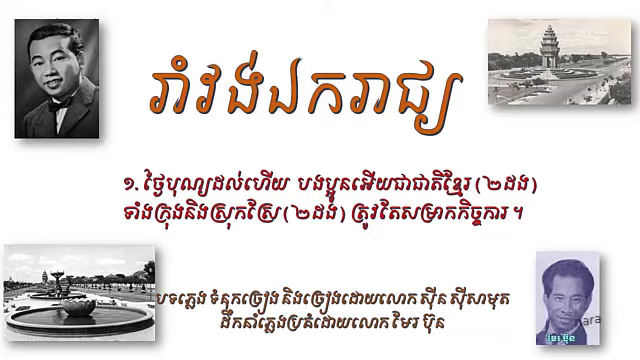 រាំវង់ឯករាជ្យ
១. ថ្ងៃបុណ្យដល់ហើយ បងប្អូនអើយជាជាតិខ្មែរ (២ដង)
ទាំងក្រុងនិងស្រុកស្រែ (២ដង) ត្រូវតែសម្រាកកិច្ចការ ។
បទភ្លេង ទំនុកច្រៀង និងច្រៀងដោយលោក ស៊ីន ស៊ីសាមុត
ដឹកនាំភ្លេងប្រគំដោយលោក មែរ ប៊ុន
មែរ ប៊ុន